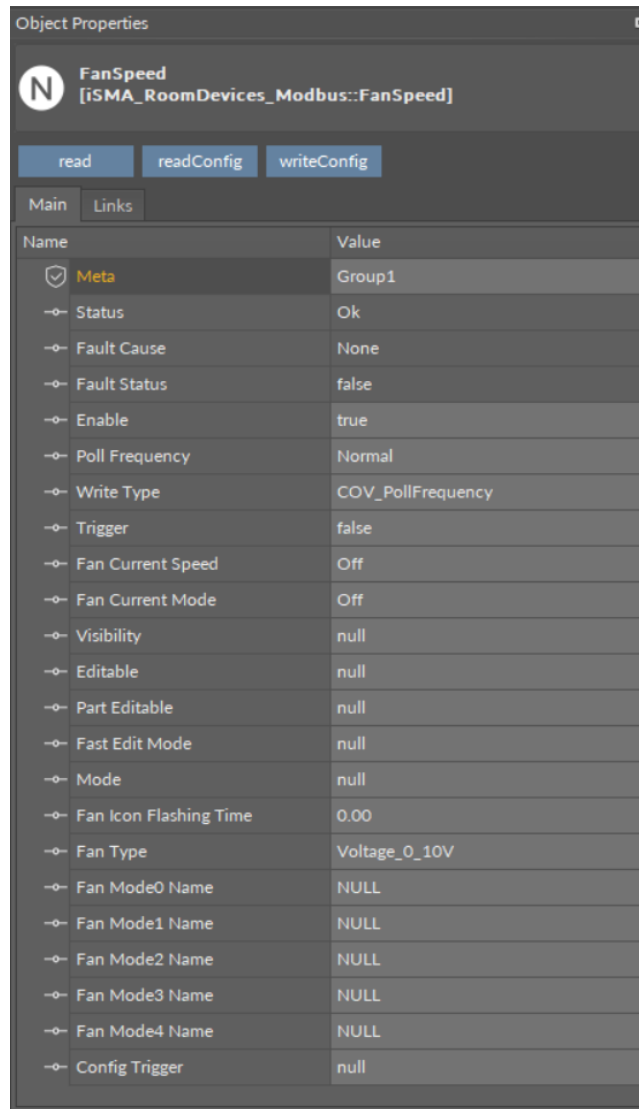 Object Properties
N
FanSpeed
[iSMA_RoomDevices_Modbus::FanSpeed]
read readConfig writeConfig
Main Links
Name Value
Meta Group1
Status Ok
Fault Cause None
Fault Status false
Enable true
Poll Frequency Normal
Write Type COV_PollFrequency
Trigger false
Fan Current Speed Off
Fan Current Mode Off
Visibility null
Editable null
Part Editable null
Fast Edit Mode null
Mode null
Fan Icon Flashing Time 0.00
Fan Type Voltage_0_10V
Fan Mode0 Name NULL
Fan Mode1 Name NULL
Fan Mode2 Name NULL
Fan Mode3 Name NULL
Fan Mode4 Name NULL
Config Trigger null